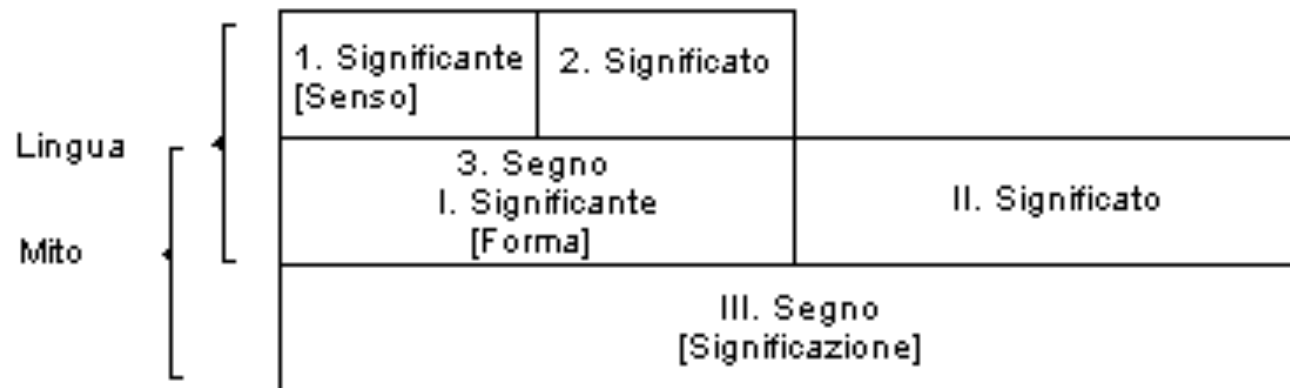 1. Significante
[Senso]
2. Significato
Lingua
3. Segno
I. Significante
[Forma]
II. Significato
Mito
III. Segno
[Significazione]